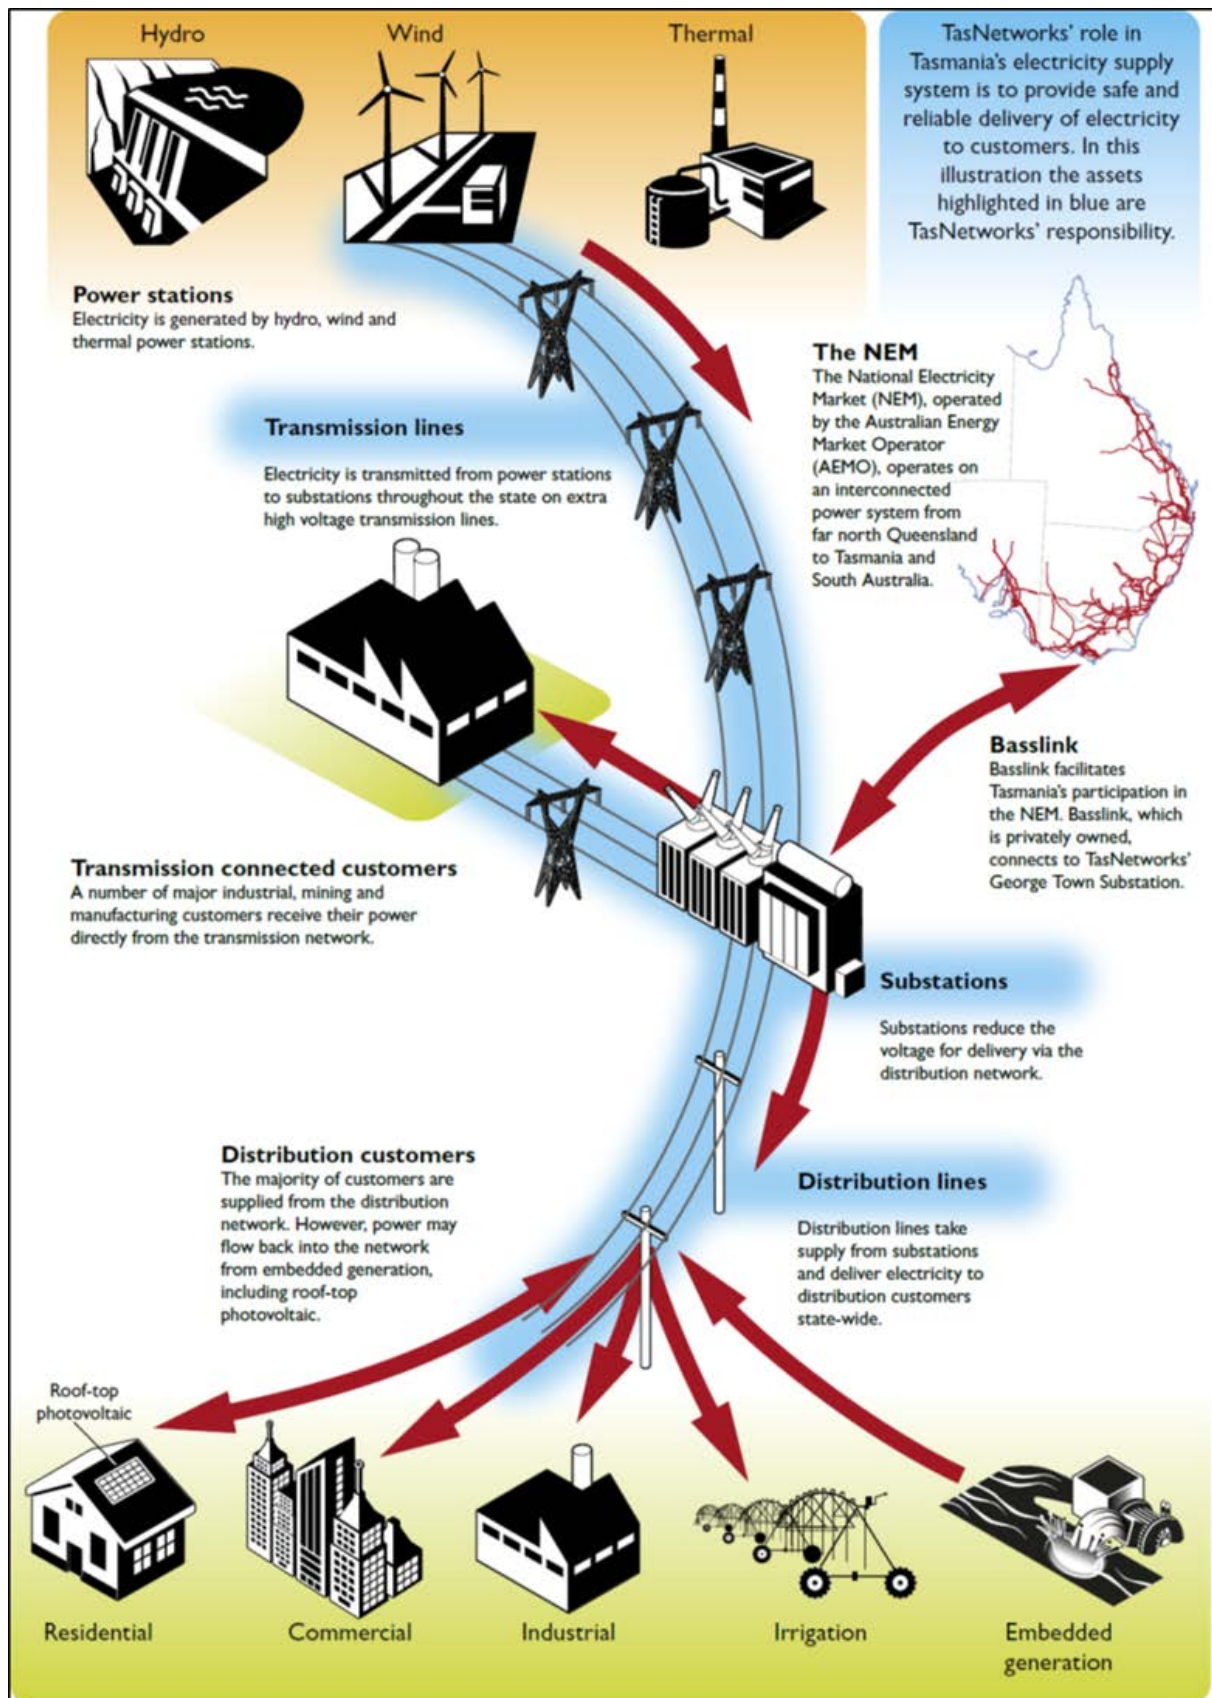 Hydro
Wind
Thermal
TasNetworks' role in
Tasmania's electricity supply
system is to provide safe and
reliable delivery of electricity
to customers. In this
illustration the assets
highlighted in blue are
TasNetworks' responsibility.
Power stations
Electricity is generated by hydro, wind and
thermal power stations.
The NEM
The National Electricity
Market (NEM), operated
by the Australian Energy
Market Operator
(AEMO), operates on
an interconnected
power system from
far north Queensland
to Tasmania and
South Australia.
Transmission lines
Electricity is transmitted from power stations
to substations throughout the state on extra
high voltage transmission lines.
Basslink
Basslink facilitates
Tasmania's participation in
the NEM. Basslink, which
is privately owned,
connects to TasNetworks'
George Town Substation.
Transmission connected customers
A number of major industrial, mining and
manufacturing customers receive their power
directly from the transmission network.
Substations
Substations reduce the
voltage for delivery via the
distribution network.
Distribution customers
The majority of customers are
supplied from the distribution
network. However, power may
flow back into the network
from embedded generation,
including roof-top
photovoltaic.
Distribution lines
Distribution lines take
supply from substations
and deliver electricity to
distribution customers
state-wide.
Roof-top
photovoltaic
Residential
Commercial
Industrial
Irrigation
Embedded
generation